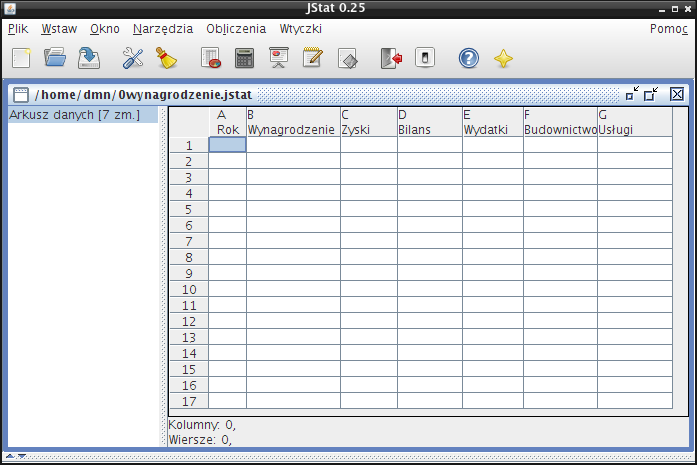 JStat 0.25
Plik Wstaw Okno Narzędzia Obliczenia Wtyczki Pomoc
/home/dmn/0wynagrodzenie.jstat
Arkusz danych [7 zm.]
A B C D E F G
Rok Wynagrodzenie Zyski Bilans Wydatki Budownictwo Usługi
1
2
3
4
5
6
7
8
9
10
11
12
13
14
15
16
17
Kolumny: 0,
Wiersze: 0,